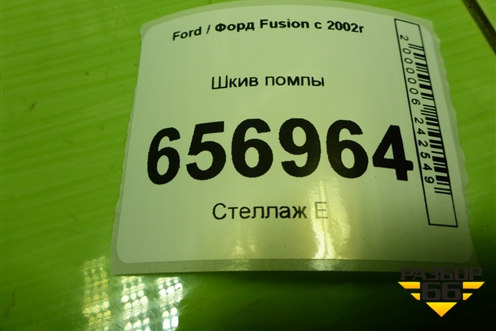 Ford / Форд Fusion с 2002г
Шкив помпы
656964
Стеллаж Е
2000006242549
РАЗБОР
66